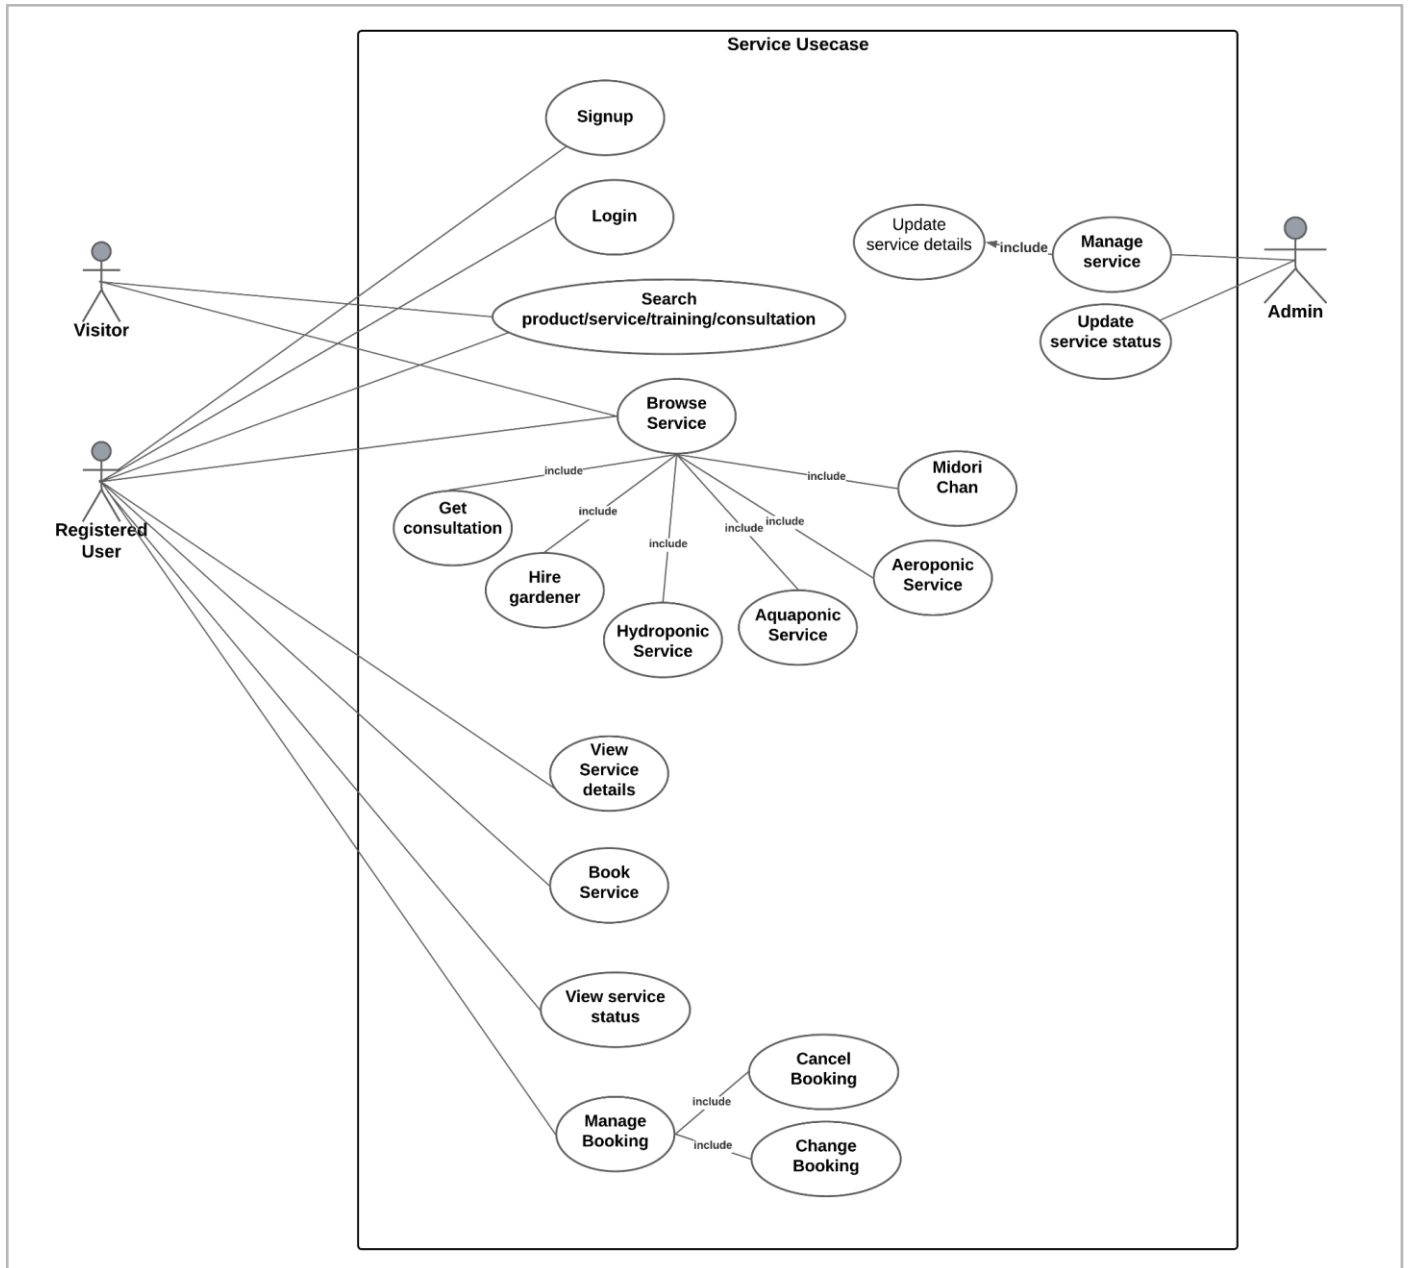 Service Usecase
Signup
Login
Update
service details
include
Manage
service
Visitor
Search
product/service/training/consultation
Admin
Update
service status
Browse
Service
Registered
User
include
include
include
include
include
include
Midori
Chan
Get
consultation
Hire
gardener
Hydroponic
Service
Aquaponic
Service
Aeroponic
Service
View
Service
details
Book
Service
View service
status
Manage
Booking
include
include
Cancel
Booking
Change
Booking